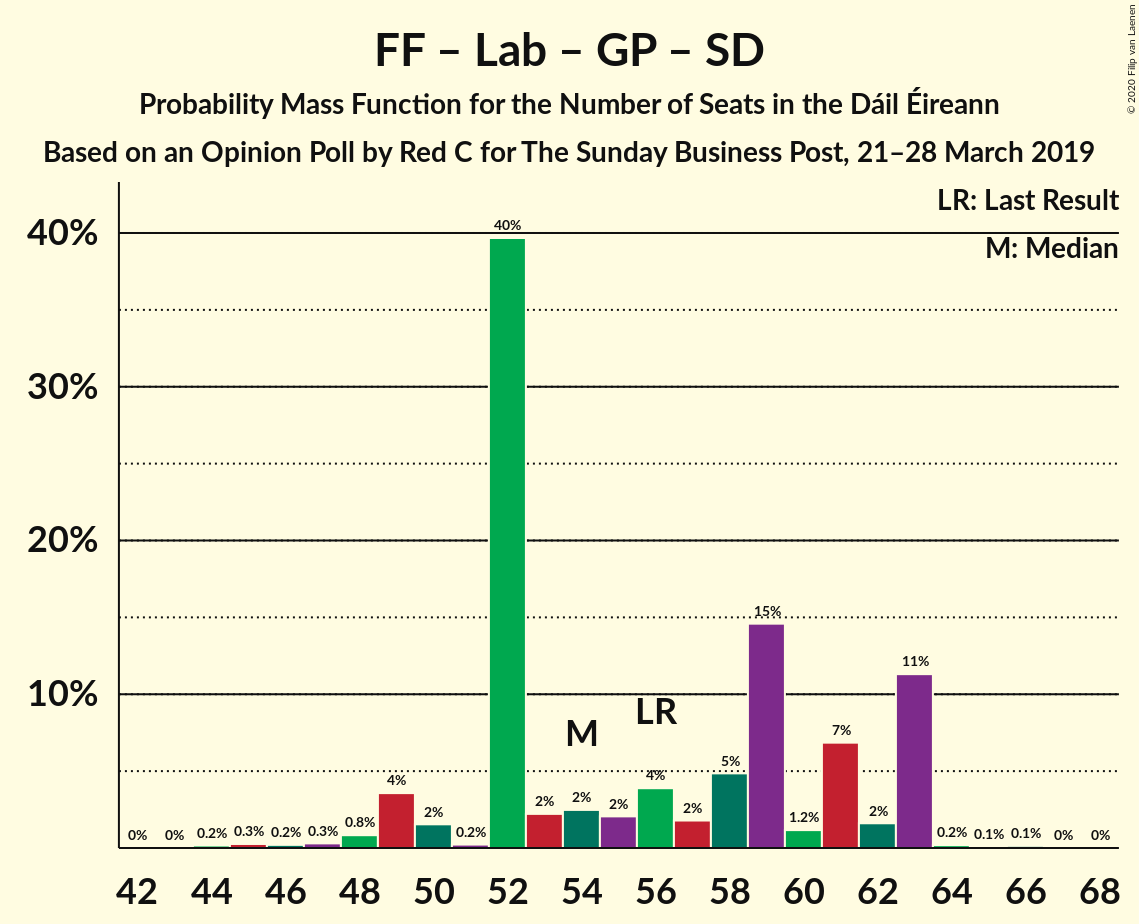 FF – Lab – GP – SD
Probability Mass Function for the Number of Seats in the Dáil Éireann
Based on an Opinion Poll by Red C for The Sunday Business Post, 21–28 March 2019
© 2020 Filip van Laenen
LR: Last Result
M: Median
40%
30%
20%
10%
0% 0% 0.2% 0.3% 0.2% 0.3% 0.8% 4% 2% 0.2% 40% 2% 2% 2% 4% 2% 5% 15% 1.2% 7% 2% 11% 0.2% 0.1% 0.1% 0% 0%
M
LR
42 44 46 48 50 52 54 56 58 60 62 64 66 68